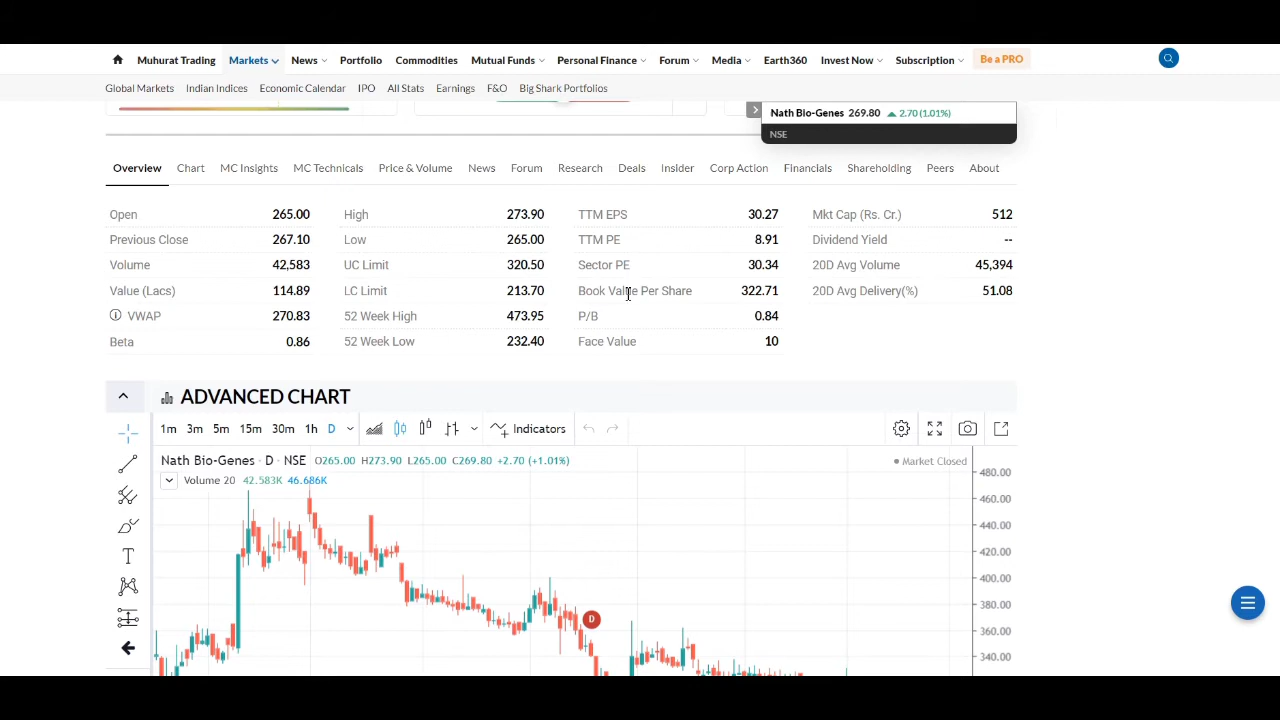 Muhurat Trading Markets News Portfolio Commodities Mutual Funds Personal Finance Forum Media Earth360 Invest Now Subscription Be a PRO
Global Markets Indian Indices Economic Calendar IPO All Stats Earnings F&O Big Shark Portfolios
Nath Bio-Genes 269.80 2.70 (1.01%)
NSE
Overview Chart MC Insights MC Technicals Price & Volume News Forum Research Deals Insider Corp Action Financials Shareholding Peers About
Open 265.00 High 273.90 TTM EPS 30.27 Mkt Cap (Rs. Cr.) 512
Previous Close 267.10 Low 265.00 TTM PE 8.91 Dividend Yield --
Volume 42,583 UC Limit 320.50 Sector PE 30.34 20D Avg Volume 45,394
Value (Lacs) 114.89 LC Limit 213.70 Book Value Per Share 322.71 20D Avg Delivery(%) 51.08
VWAP 270.83 52 Week High 473.95 P/B 0.84
Beta 0.86 52 Week Low 232.40 Face Value 10
ADVANCED CHART
1m 3m 5m 15m 30m 1h D Indicators
Nath Bio-Genes · D · NSE O265.00 H273.90 L265.00 C269.80 +2.70 (+1.01%) Market Closed
Volume 20 42.583K 46.686K
480.00
460.00
440.00
420.00
400.00
380.00
D
360.00
340.00